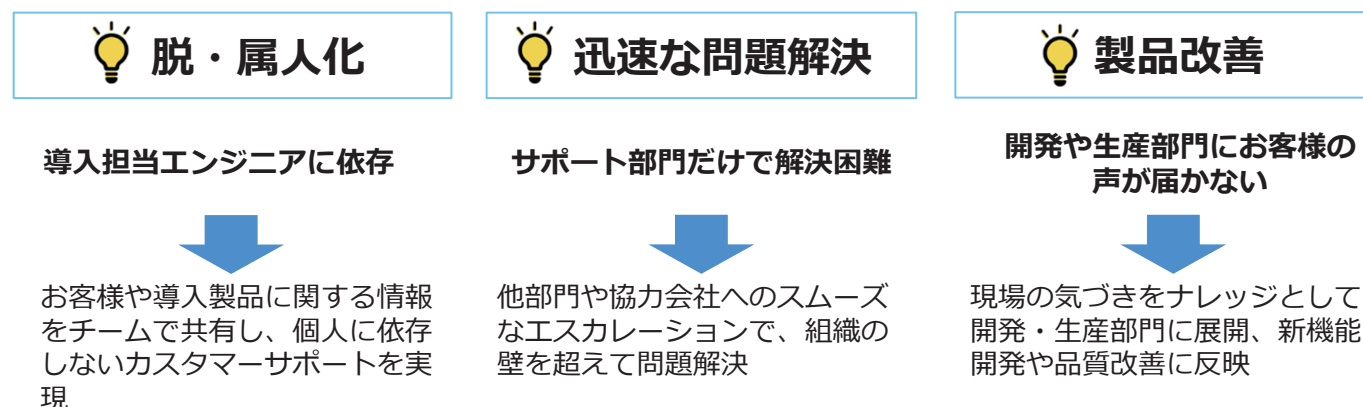 脱・属人化
導入担当エンジニアに依存
お客様や導入製品に関する情報
をチームで共有し、個人に依存
しないカスタマーサポートを実
現
迅速な問題解決
サポート部門だけで解決困難
他部門や協力会社へのスムーズ
なエスカレーションで、組織の
壁を超えて問題解決
製品改善
開発や生産部門にお客様の
声が届かない
現場の気づきをナレッジとして
開発・生産部門に展開、新機能
開発や品質改善に反映